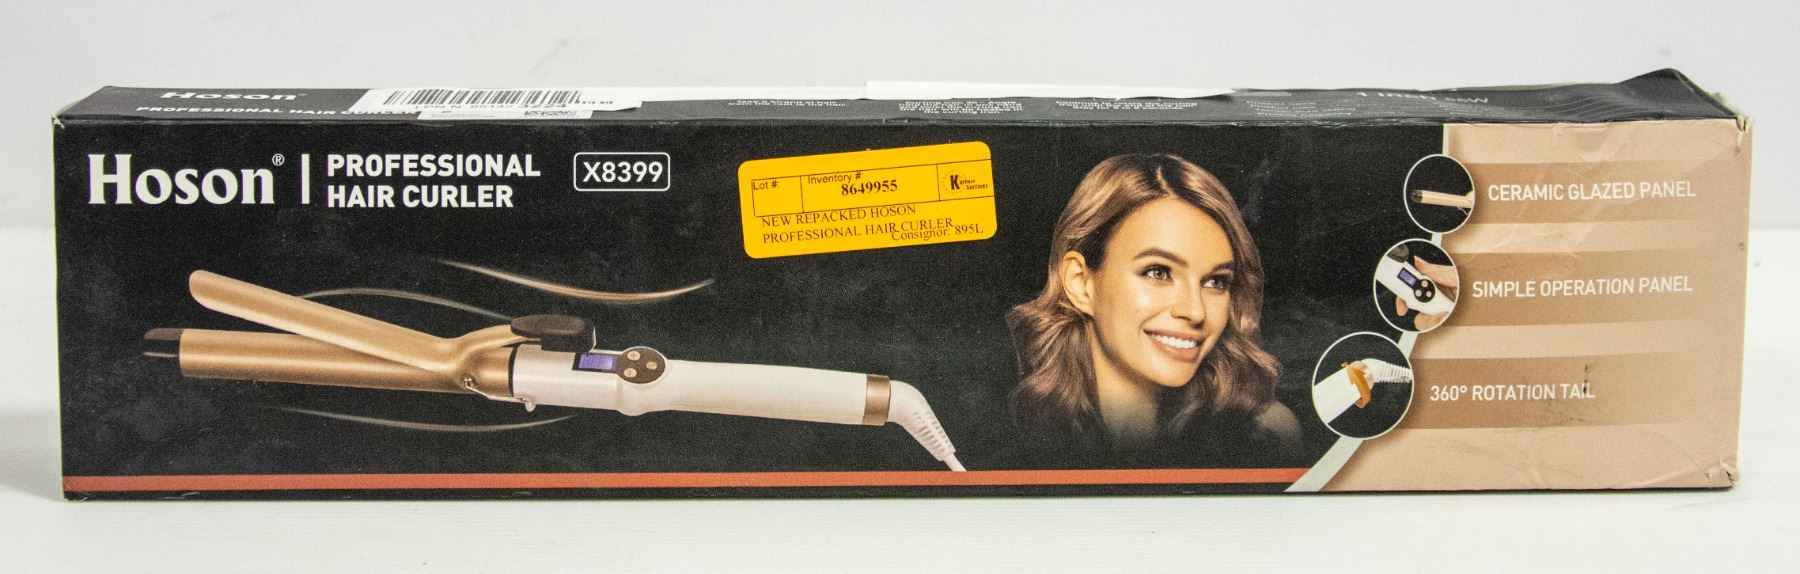 Hoson
PROFESSIONAL HAIR CURLER
Hoson®
PROFESSIONAL
HAIR CURLER
X8399
Lot #:
Inventory #:
8649955
NEW REPACKED HOSON
PROFESSIONAL HAIR CURLER
Consignor: 895L
CERAMIC GLAZED PANEL
SIMPLE OPERATION PANEL
360° ROTATION TAIL